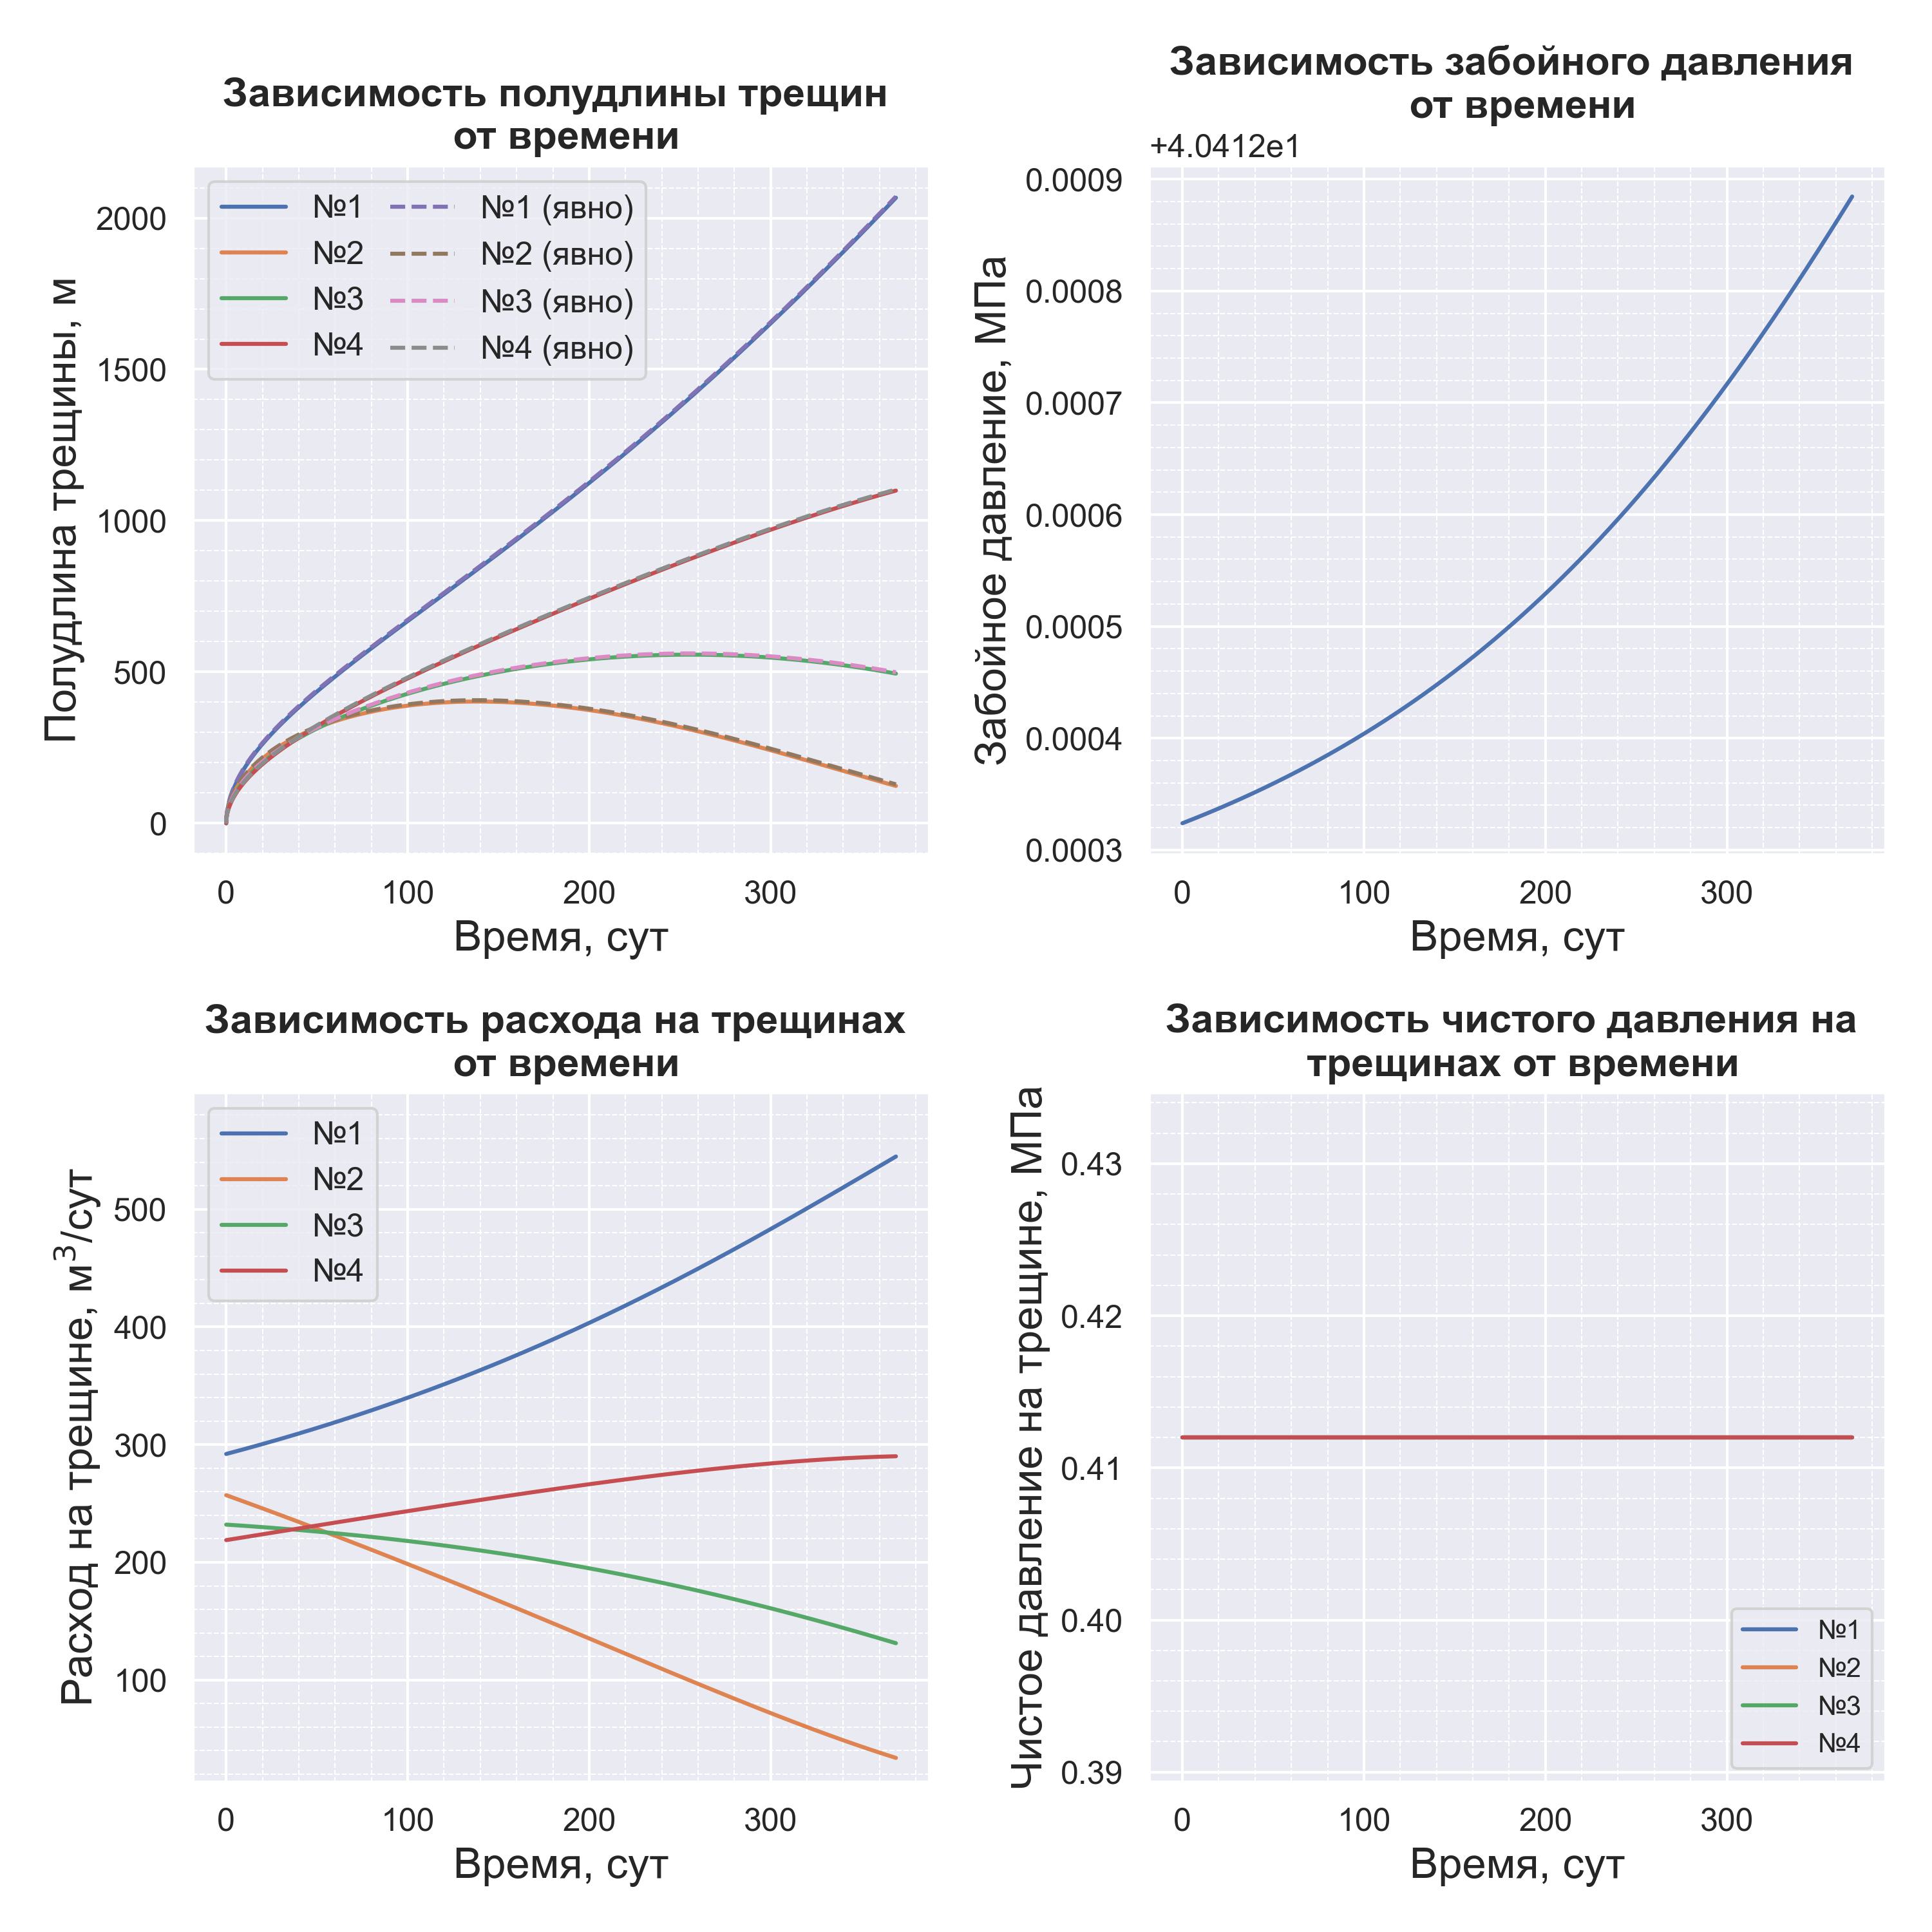 Зависимость полудлины трещин
от времени
Полудлина трещины, м
2000
1500
1000
500
0
№1
№2
№3
№4
№1 (явно)
№2 (явно)
№3 (явно)
№4 (явно)
0 100 200 300
Время, сут
Зависимость забойного давления
от времени
+4.0412e1
Забойное давление, МПа
0.0009
0.0008
0.0007
0.0006
0.0005
0.0004
0.0003
0 100 200 300
Время, сут
Зависимость расхода на трещинах
от времени
Расход на трещине, м³/сут
500
400
300
200
100
№1
№2
№3
№4
0 100 200 300
Время, сут
Зависимость чистого давления на
трещинах от времени
Чистое давление на трещине, МПа
0.43
0.42
0.41
0.40
0.39
№1
№2
№3
№4
0 100 200 300
Время, сут